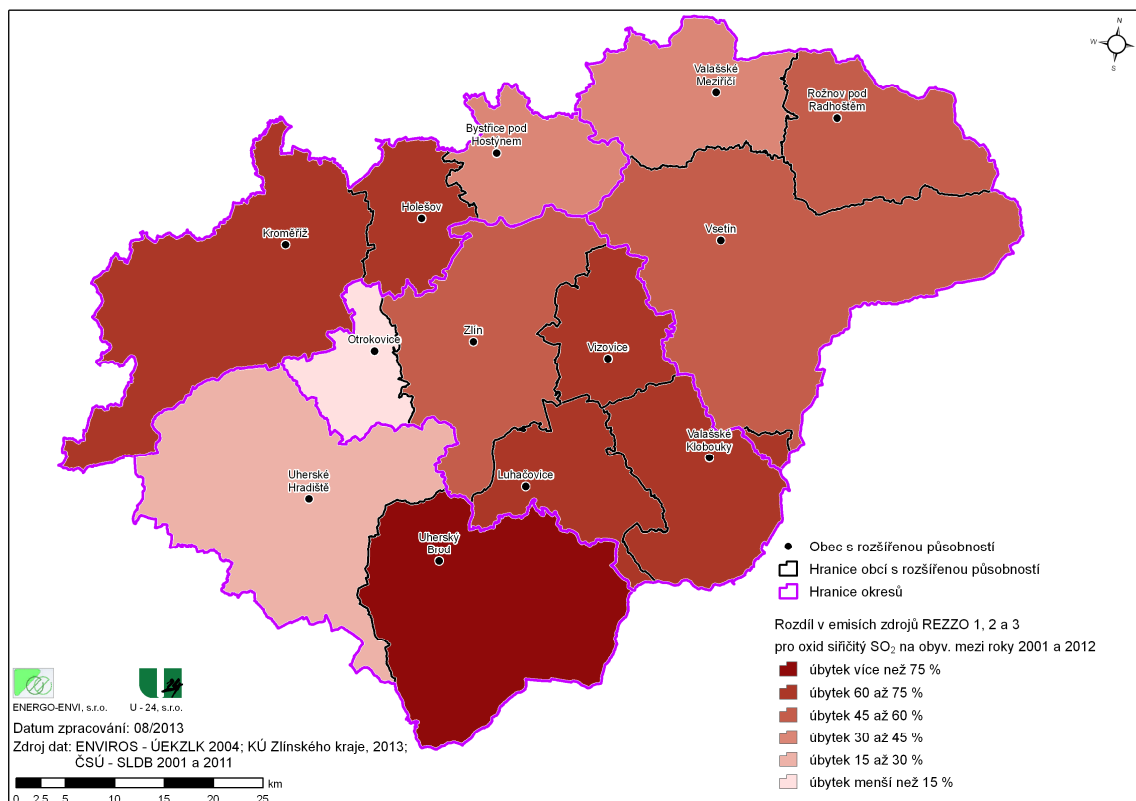 N
W
S
Valašské
Meziříčí
Rožnov pod
Radhoštěm
Bystřice pod
Hostýnem
Holešov
Kroměříž
Vsetín
Otrokovice
Zlín
Vizovice
Valašské
Klobouky
Uherské
Hradiště
Luhačovice
Uherský
Brod
Obec s rozšířenou působností
Hranice obcí s rozšířenou působností
Hranice okresů
Rozdíl v emisích zdrojů REZZO 1, 2 a 3
pro oxid siřičitý SO₂ na obyv. mezi roky 2001 a 2012
úbytek více než 75 %
úbytek 60 až 75 %
úbytek 45 až 60 %
úbytek 30 až 45 %
úbytek 15 až 30 %
úbytek menší než 15 %
ENERGO-ENVI, s.r.o. U - 24, s.r.o.
Datum zpracování: 08/2013
Zdroj dat: ENVIROS - ÚEKZLK 2004; KÚ Zlínského kraje, 2013;
ČSÚ - SLDB 2001 a 2011
km
0 2,5 5 10 15 20 25